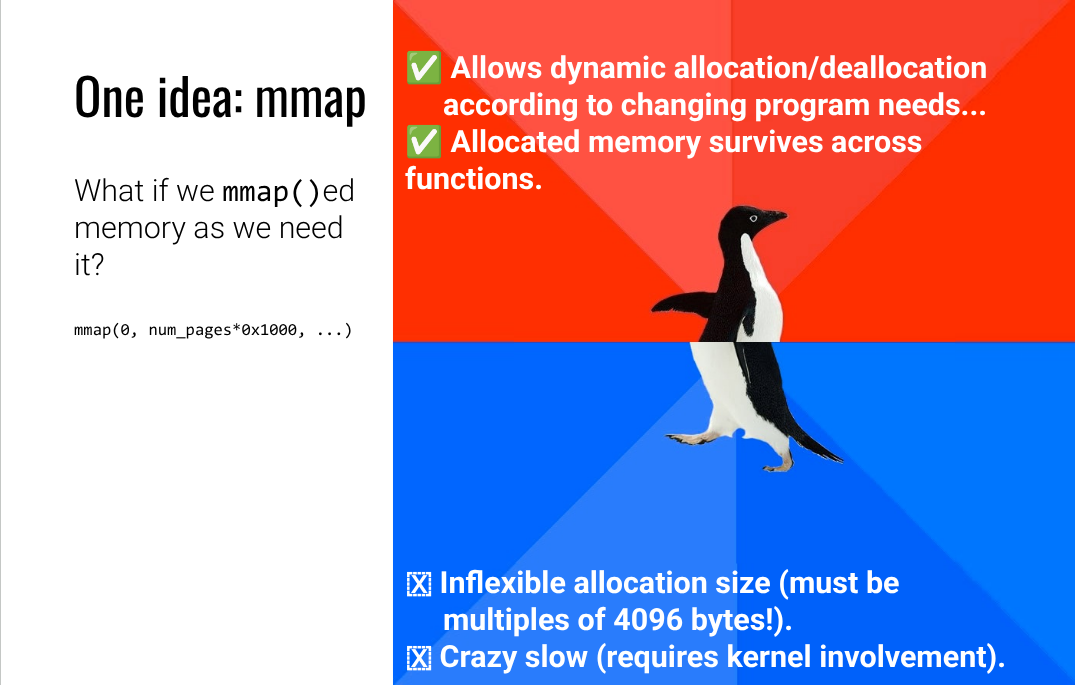 One idea: mmap
What if we mmap()ed
memory as we need
it?
mmap(0, num_pages*0x1000, ...)
✅ Allows dynamic allocation/deallocation
according to changing program needs...
✅ Allocated memory survives across
functions.
☒ Inflexible allocation size (must be
multiples of 4096 bytes!).
☒ Crazy slow (requires kernel involvement).